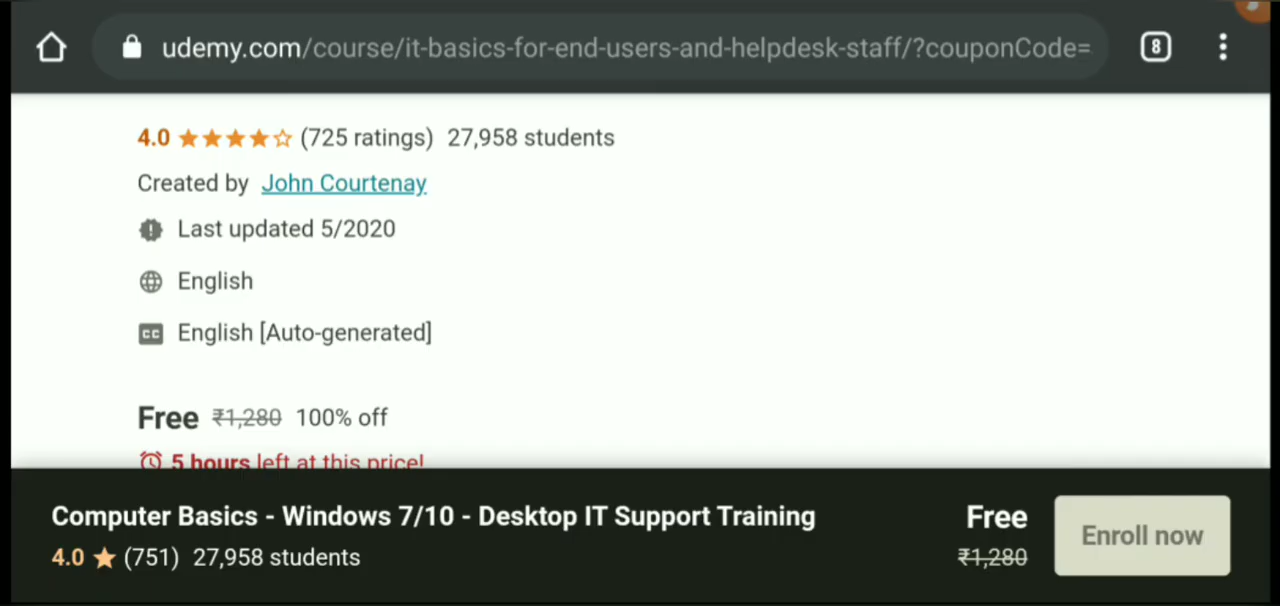 udemy.com/course/it-basics-for-end-users-and-helpdesk-staff/?couponCode=
8
4.0 (725 ratings) 27,958 students
Created by John Courtenay
Last updated 5/2020
English
CC English [Auto-generated]
Free ₹1,280 100% off
5 hours left at this price!
Computer Basics - Windows 7/10 - Desktop IT Support Training
4.0 (751) 27,958 students
Free
₹1,280
Enroll now